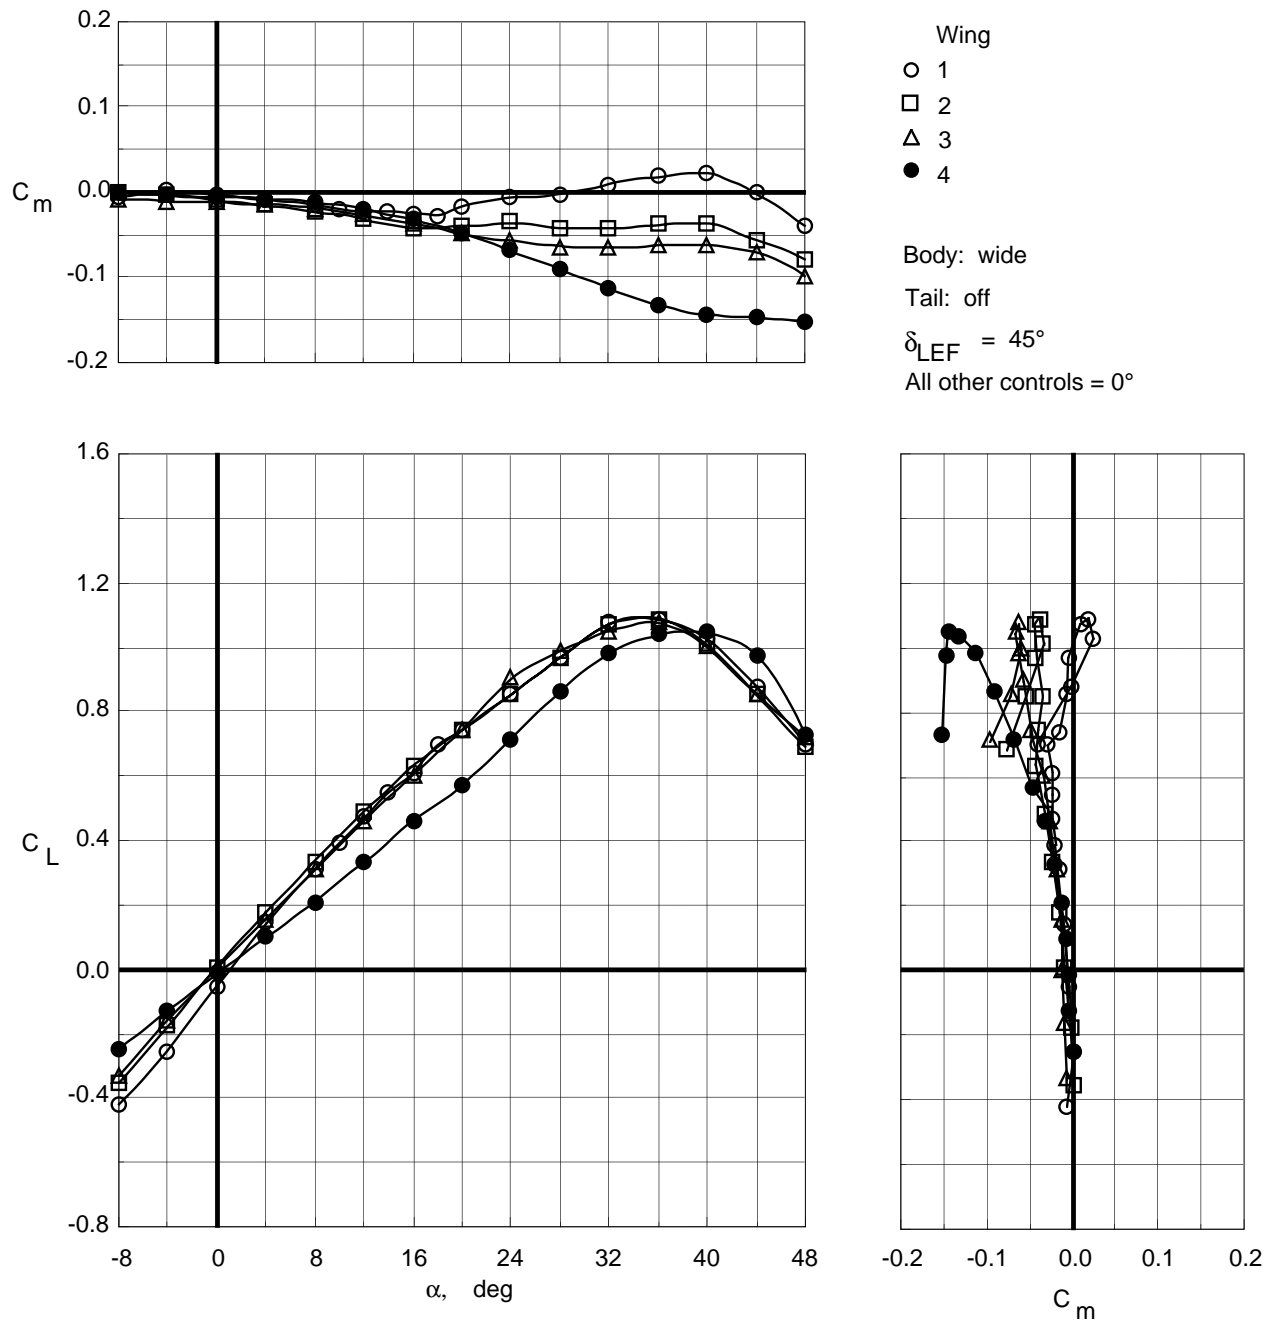 0.2
0.1
0.0
C m
-0.1
-0.2
Wing
1
2
3
4
Body: wide
Tail: off
δLEF = 45°
All other controls = 0°
1.6
1.2
0.8
0.4
C L
0.0
-0.4
-0.8
-8 0 8 16 24 32 40 48
α, deg
-0.2 -0.1 0.0 0.1 0.2
C m